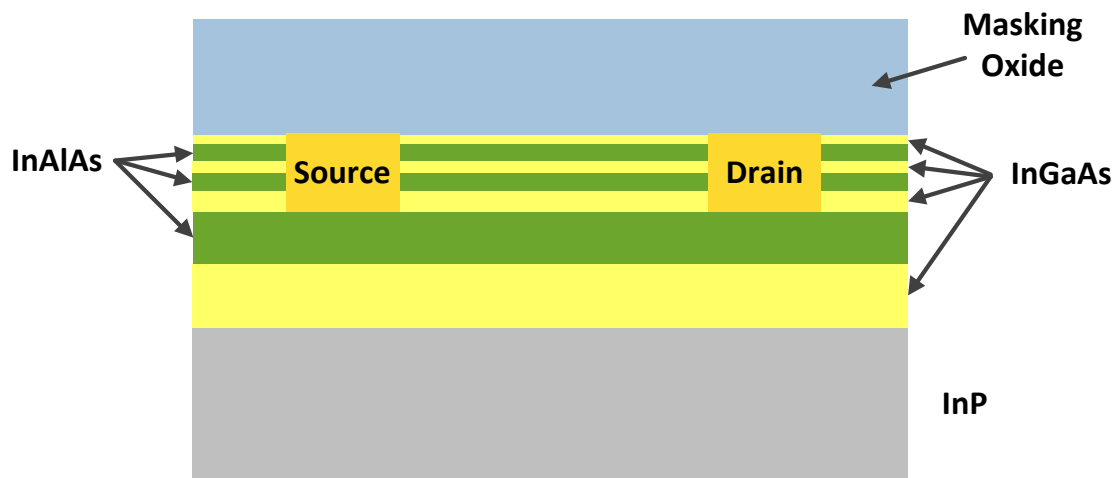 Masking
Oxide
InAlAs
Source
Drain
InGaAs
InP